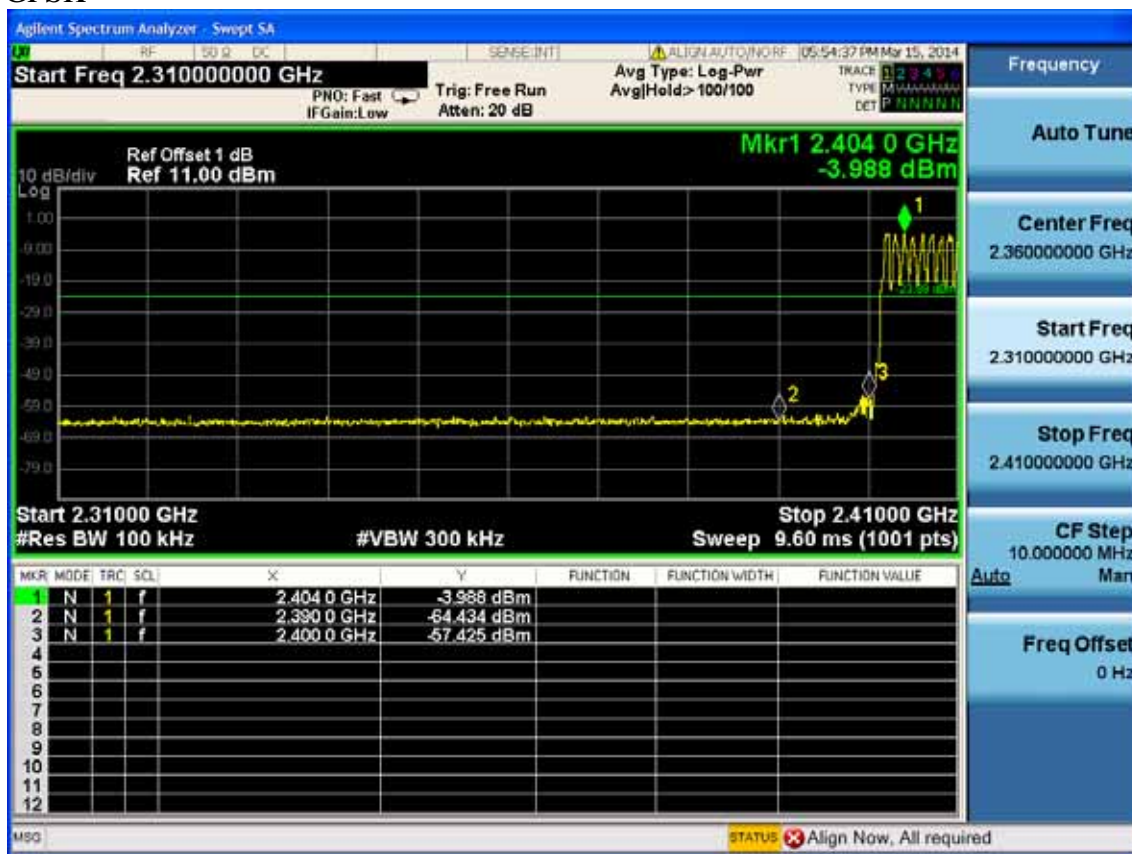 Agilent Spectrum Analyzer - Swept SA
RF 50 Ω DC SENSE:INT ALIGN AUTO/NO RF 05:54:37 PM Mar 15, 2014
Start Freq 2.310000000 GHz
PNO: Fast
IFGain:Low
Trig: Free Run
Atten: 20 dB
Avg Type: Log-Pwr
Avg|Hold:> 100/100
TRACE 1 2 3 4 5 6
TYPE M
DET P N N N N N
Frequency
Auto Tune
Center Freq
2.360000000 GHz
Start Freq
2.310000000 GHz
Stop Freq
2.410000000 GHz
CF Step
10.000000 MHz
Auto Man
Freq Offset
0 Hz
Mkr1 2.404 0 GHz
-3.988 dBm
Ref Offset 1 dB
10 dB/div Ref 11.00 dBm
Log
1.00
-9.00
-19.0
-29.0
-39.0
-49.0
-59.0
-69.0
-79.0
1
2
3
-23.99 dBm
Start 2.31000 GHz Stop 2.41000 GHz
#Res BW 100 kHz #VBW 300 kHz Sweep 9.60 ms (1001 pts)
MKR MODE TRC SCL X Y FUNCTION FUNCTION WIDTH FUNCTION VALUE
1 N 1 f 2.404 0 GHz -3.988 dBm
2 N 1 f 2.390 0 GHz -64.434 dBm
3 N 1 f 2.400 0 GHz -57.425 dBm
4
5
6
7
8
9
10
11
12
MSG STATUS Align Now, All required